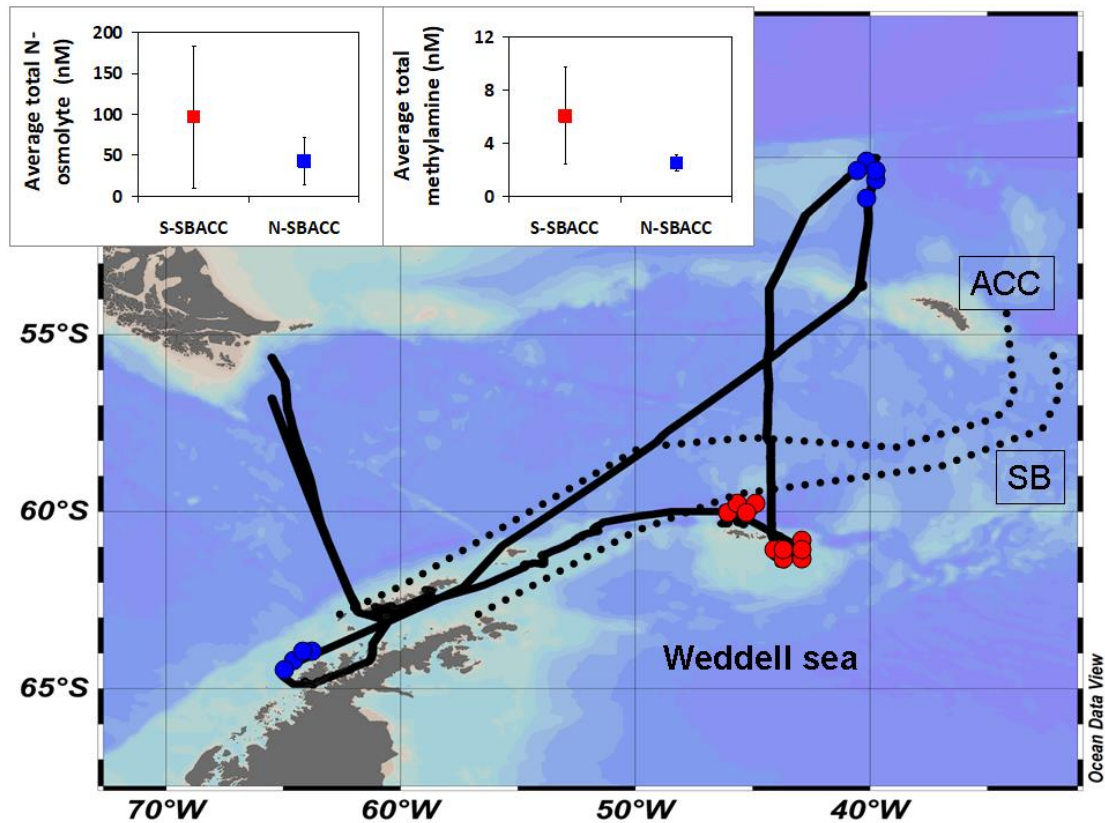 Average total N-
osmolyte (nM)
200
150
100
50
0
S-SBACC N-SBACC
Average total
methylamine (nM)
12
8
4
0
S-SBACC N-SBACC
ACC
SB
Weddell sea
55°S
60°S
65°S
70°W 60°W 50°W 40°W
Ocean Data View